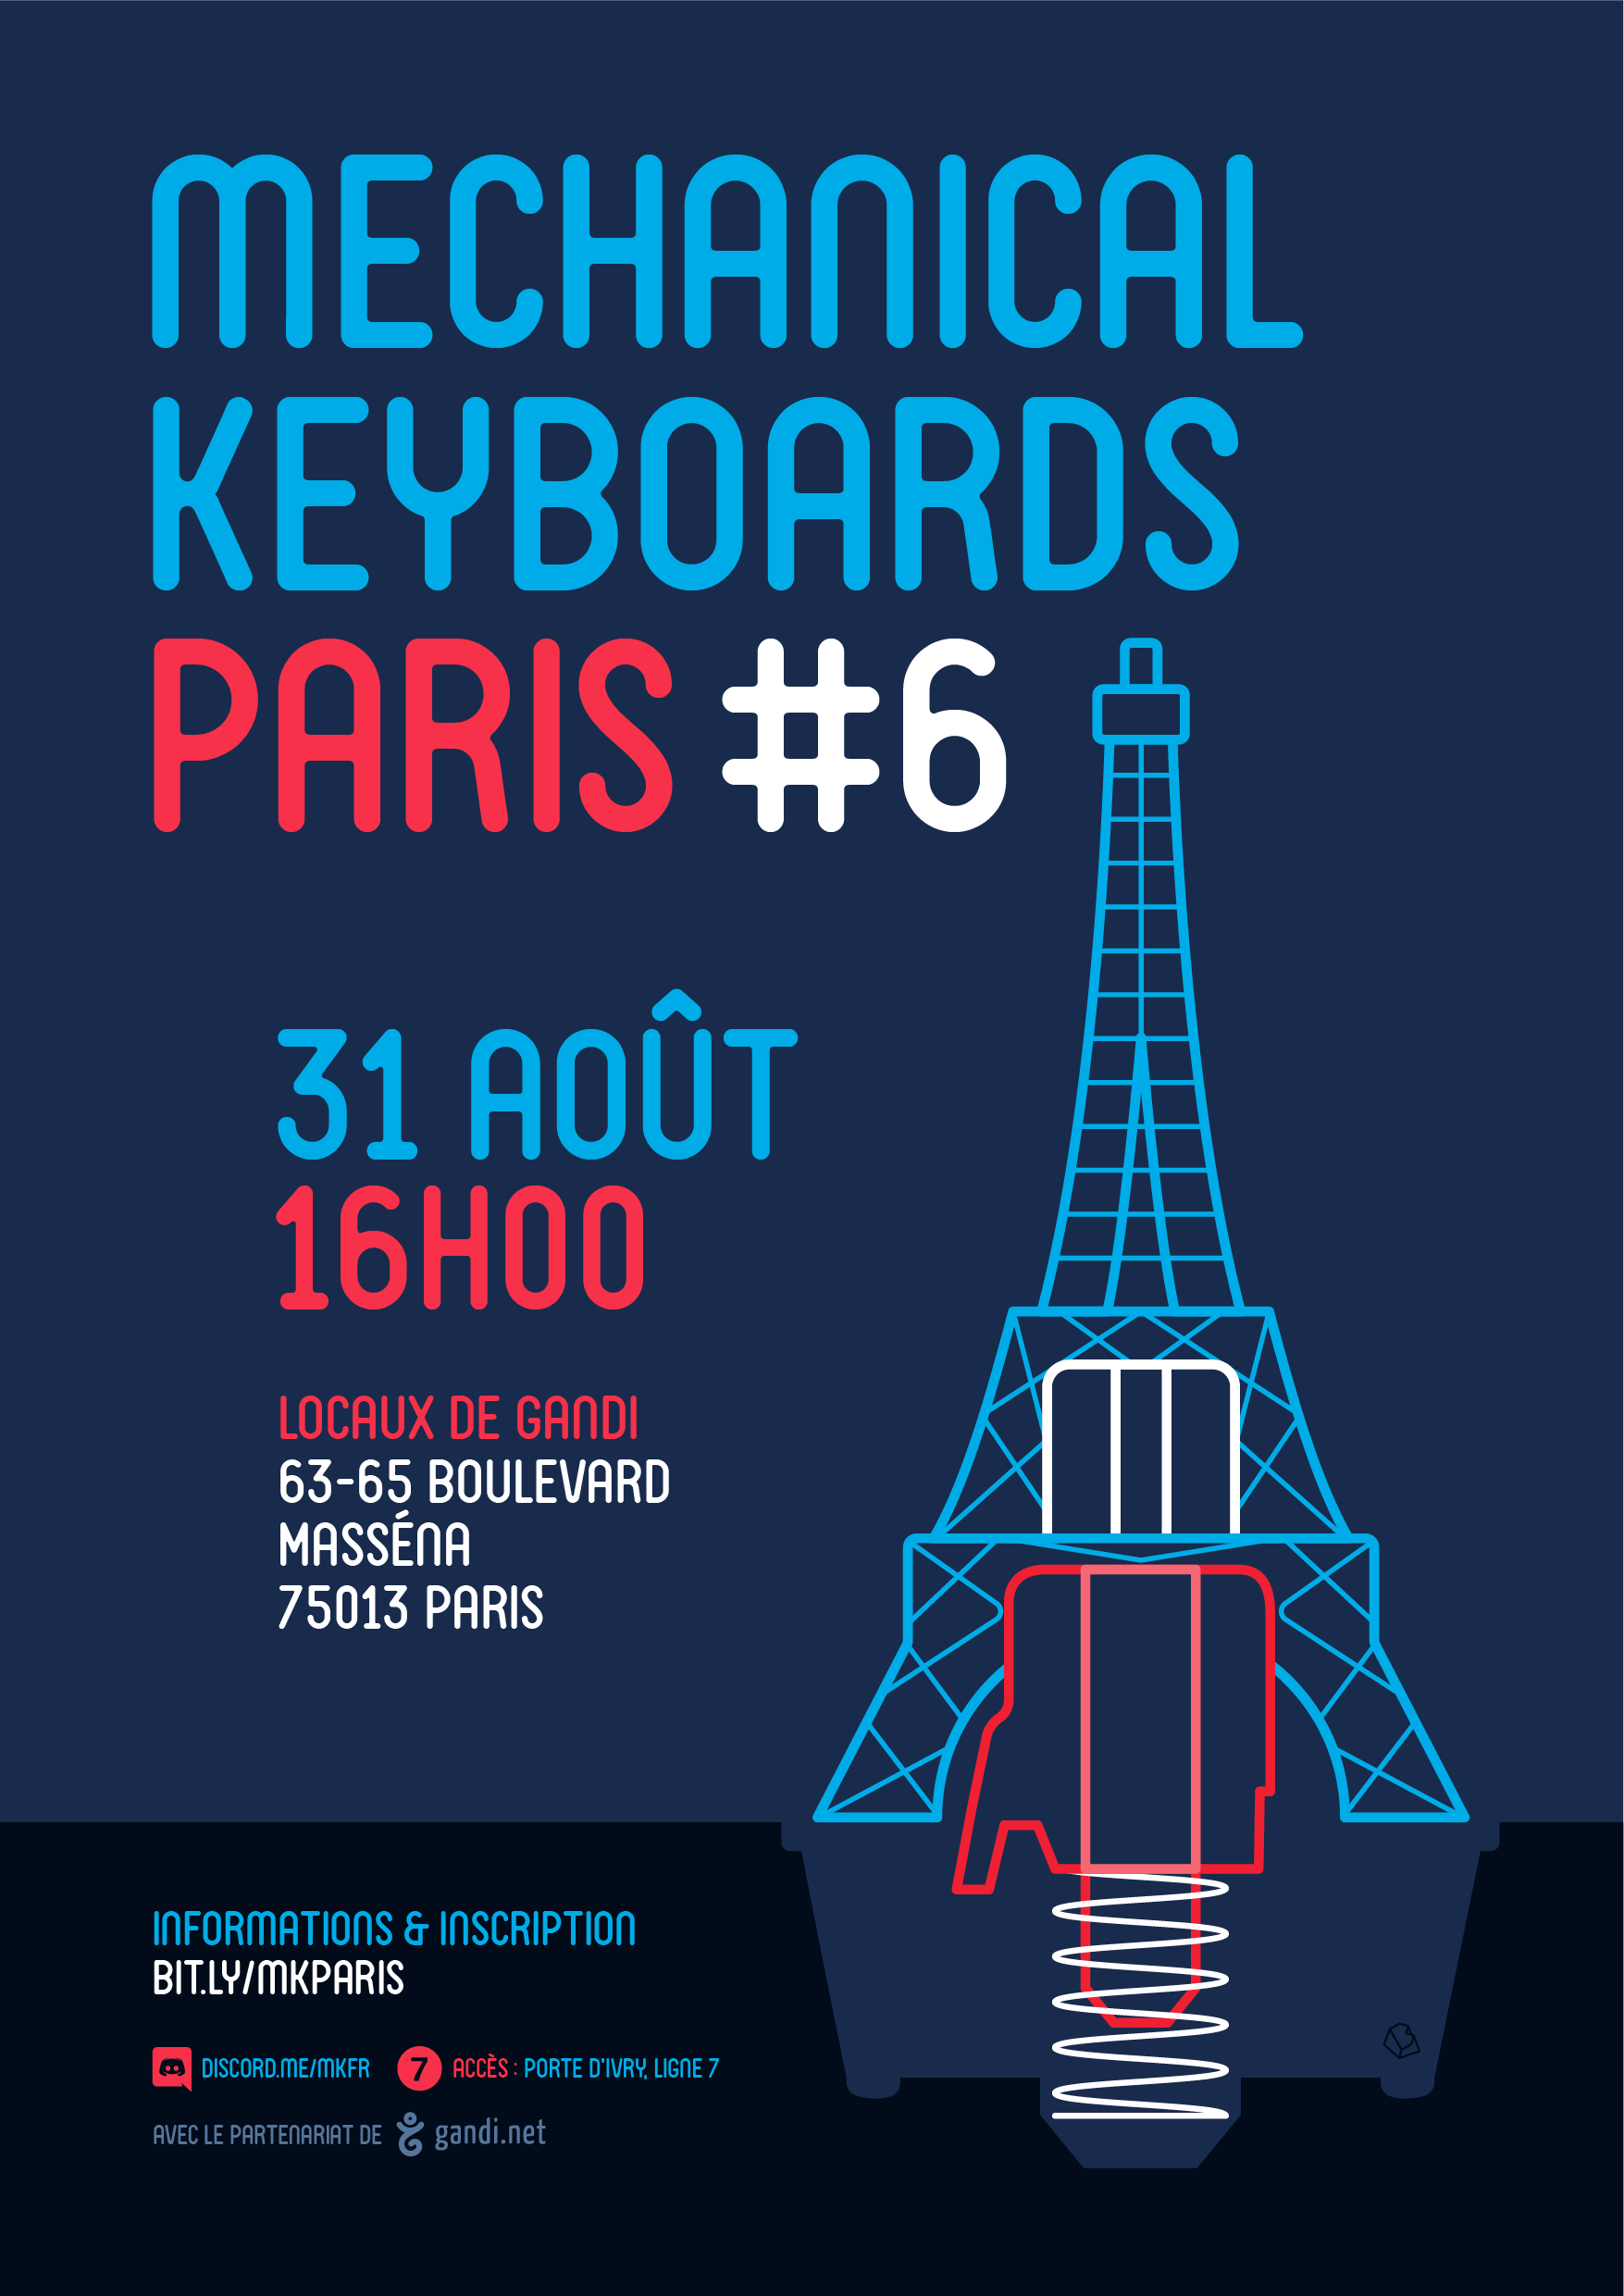 MECHANICAL
KEYBOARDS
PARIS #6
31 AOÛT
16H00
LOCAUX DE GANDI
63-65 BOULEVARD
MASSÉNA
75013 PARIS
INFORMATIONS & INSCRIPTION
BIT.LY/MKPARIS
DISCORD.ME/MKFR 7 ACCÈS : PORTE D'IVRY, LIGNE 7
AVEC LE PARTENARIAT DE gandi.net